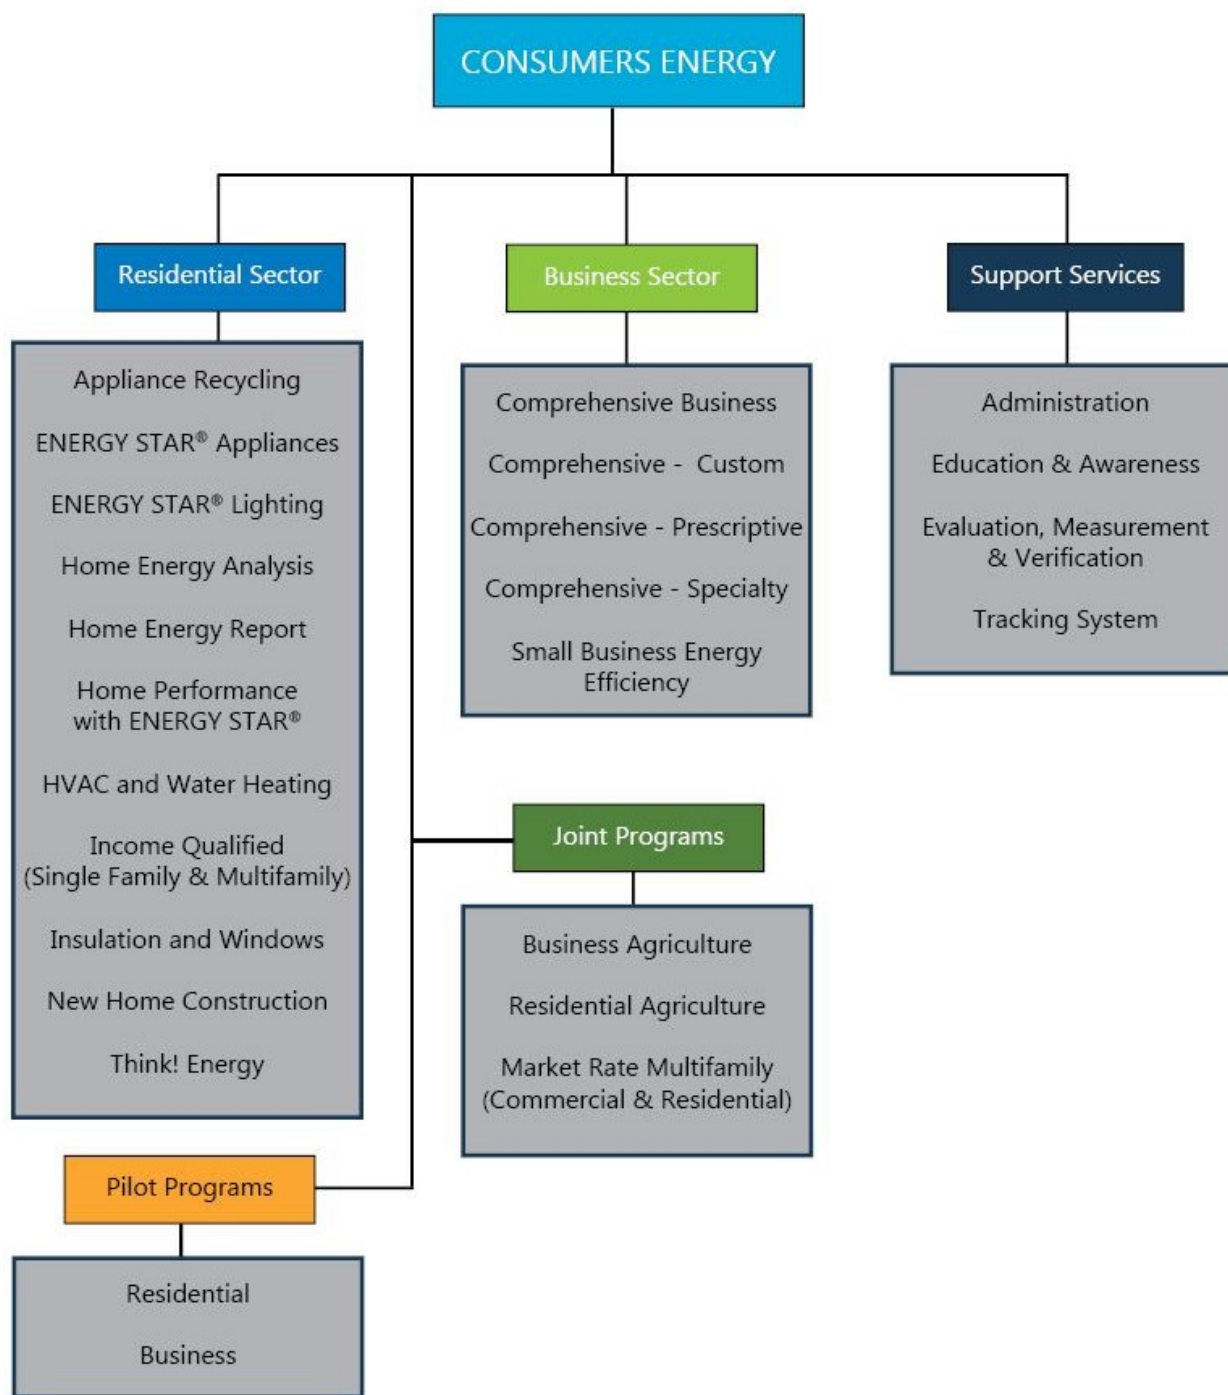 CONSUMERS ENERGY
Residential Sector
Appliance Recycling
ENERGY STAR® Appliances
ENERGY STAR® Lighting
Home Energy Analysis
Home Energy Report
Home Performance
with ENERGY STAR®
HVAC and Water Heating
Income Qualified
(Single Family & Multifamily)
Insulation and Windows
New Home Construction
Think! Energy
Business Sector
Comprehensive Business
Comprehensive - Custom
Comprehensive - Prescriptive
Comprehensive - Specialty
Small Business Energy
Efficiency
Support Services
Administration
Education & Awareness
Evaluation, Measurement
& Verification
Tracking System
Joint Programs
Business Agriculture
Residential Agriculture
Market Rate Multifamily
(Commercial & Residential)
Pilot Programs
Residential
Business